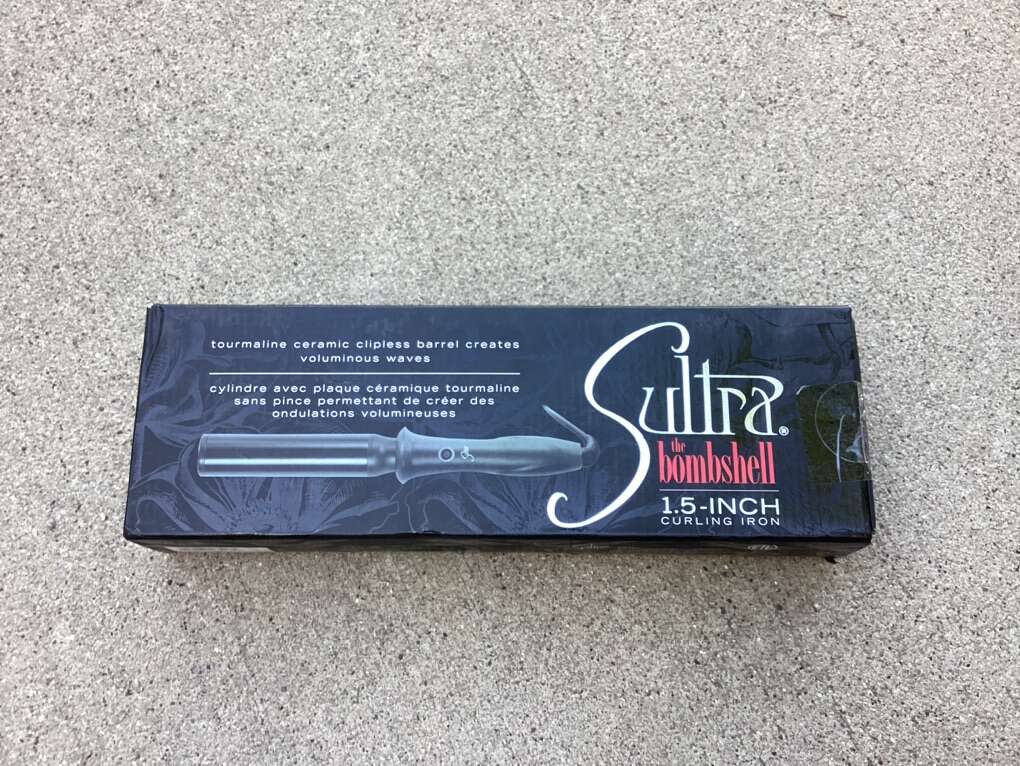 tourmaline ceramic clipless barrel creates
voluminous waves
cylindre avec plaque céramique tourmaline
sans pince permettant de créer des
ondulations volumineuses
Sultra®
the
bombshell
1.5-INCH
CURLING IRON